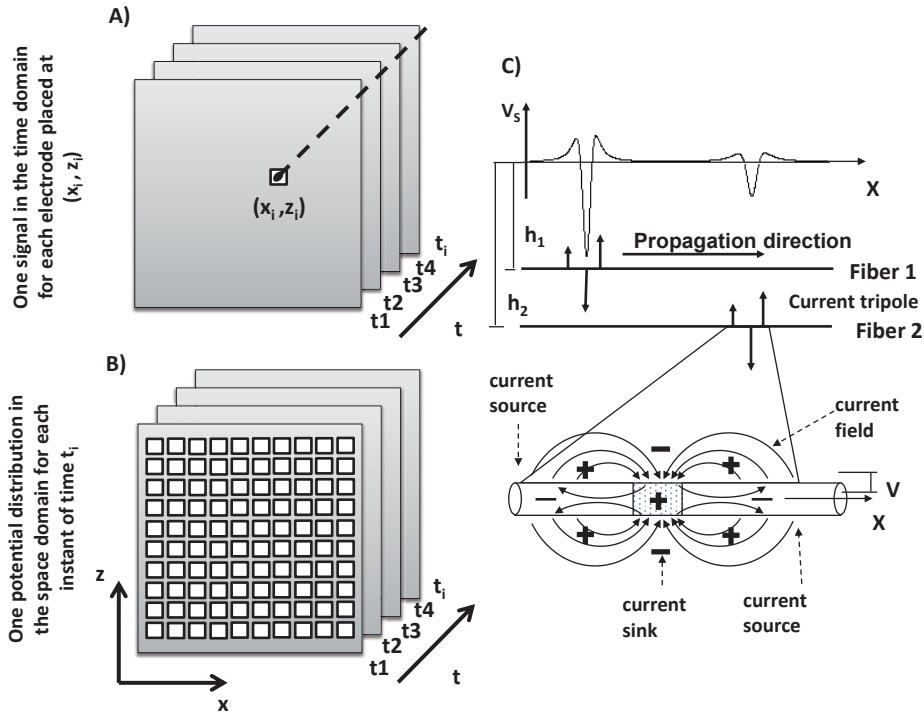 A)
One signal in the time domain
for each electrode placed at
(xᵢ, zᵢ)
(xᵢ ,zᵢ)
tᵢ
t4
t3
t2
t1
t
B)
One potential distribution in
the space domain for each
instant of time tᵢ
z
x
tᵢ
t4
t3
t2
t1
t
C)
Vₛ
X
h₁
Propagation direction
Fiber 1
h₂
Current tripole
Fiber 2
current
source
current
field
−
+
+
−
+
−
V
X
+
+
−
current
sink
current
source